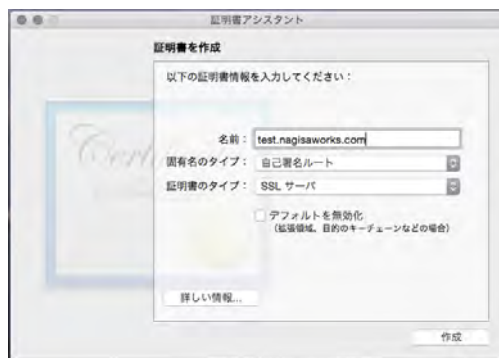 証明書アシスタント
証明書を作成
以下の証明書情報を入力してください：
名前： test.nagisaworks.com
固有名のタイプ： 自己署名ルート
証明書のタイプ： SSL サーバ
デフォルトを無効化
（拡張領域、目的のキーチェーンなどの場合）
詳しい情報...
作成